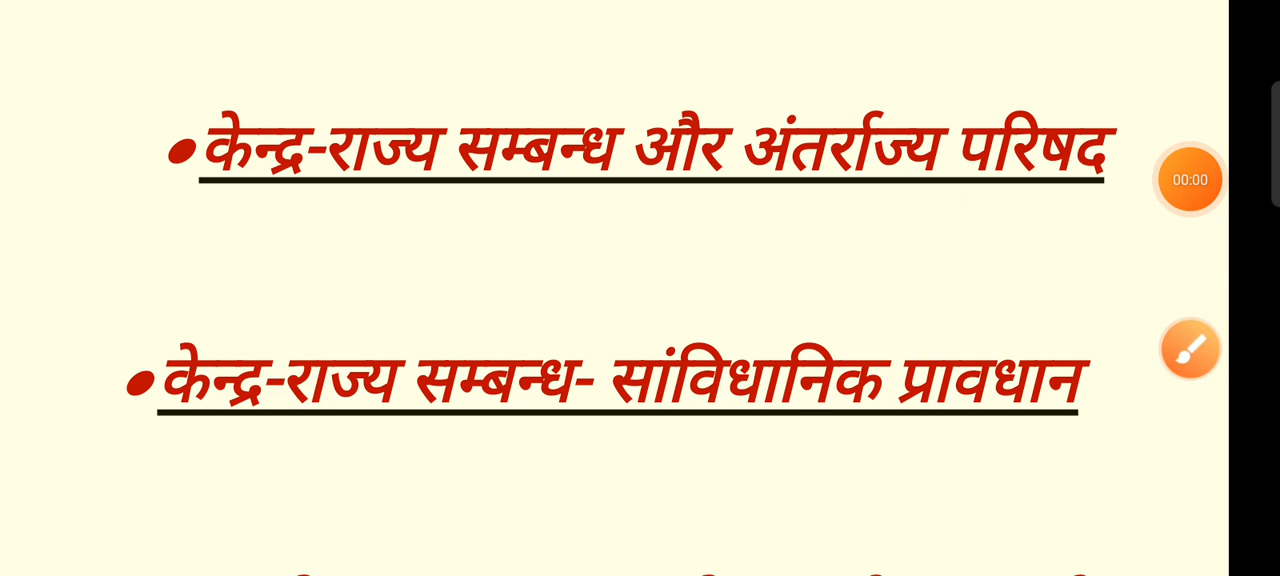 •केन्द्र-राज्य सम्बन्ध और अंतर्राज्य परिषद
00:00
•केन्द्र-राज्य सम्बन्ध- सांविधानिक प्रावधान